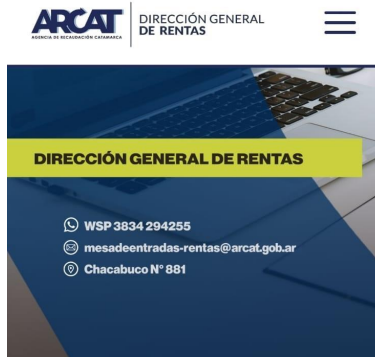 ARCAT
AGENCIA DE RECAUDACIÓN CATAMARCA
DIRECCIÓN GENERAL
DE RENTAS
DIRECCIÓN GENERAL DE RENTAS
WSP 3834 294255
mesadeentradas-rentas@arcat.gob.ar
Chacabuco N° 881